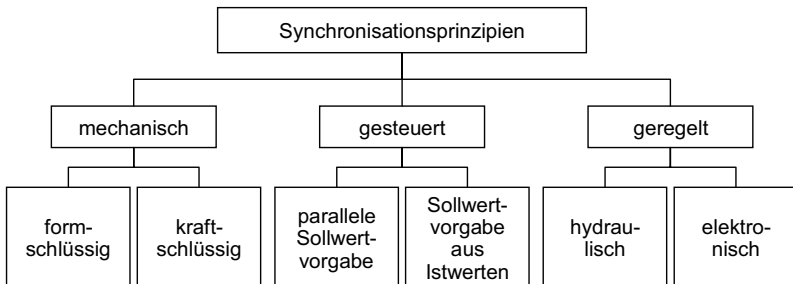 Synchronisationsprinzipien
mechanisch
gesteuert
geregelt
form-
schlüssig
kraft-
schlüssig
parallele
Sollwert-
vorgabe
Sollwert-
vorgabe
aus
Istwerten
hydrau-
lisch
elektro-
nisch